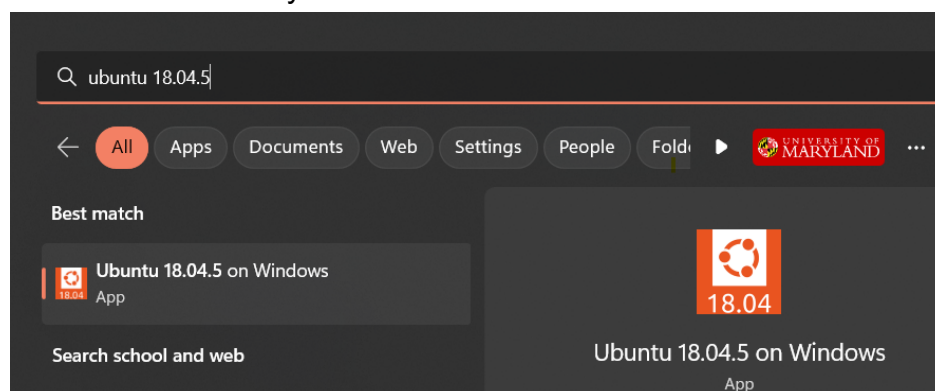 ubuntu 18.04.5
All Apps Documents Web Settings People UNIVERSITY OF MARYLAND ...
Best match
Ubuntu 18.04.5 on Windows
18.04 App
18.04
Search school and web
Ubuntu 18.04.5 on Windows
App